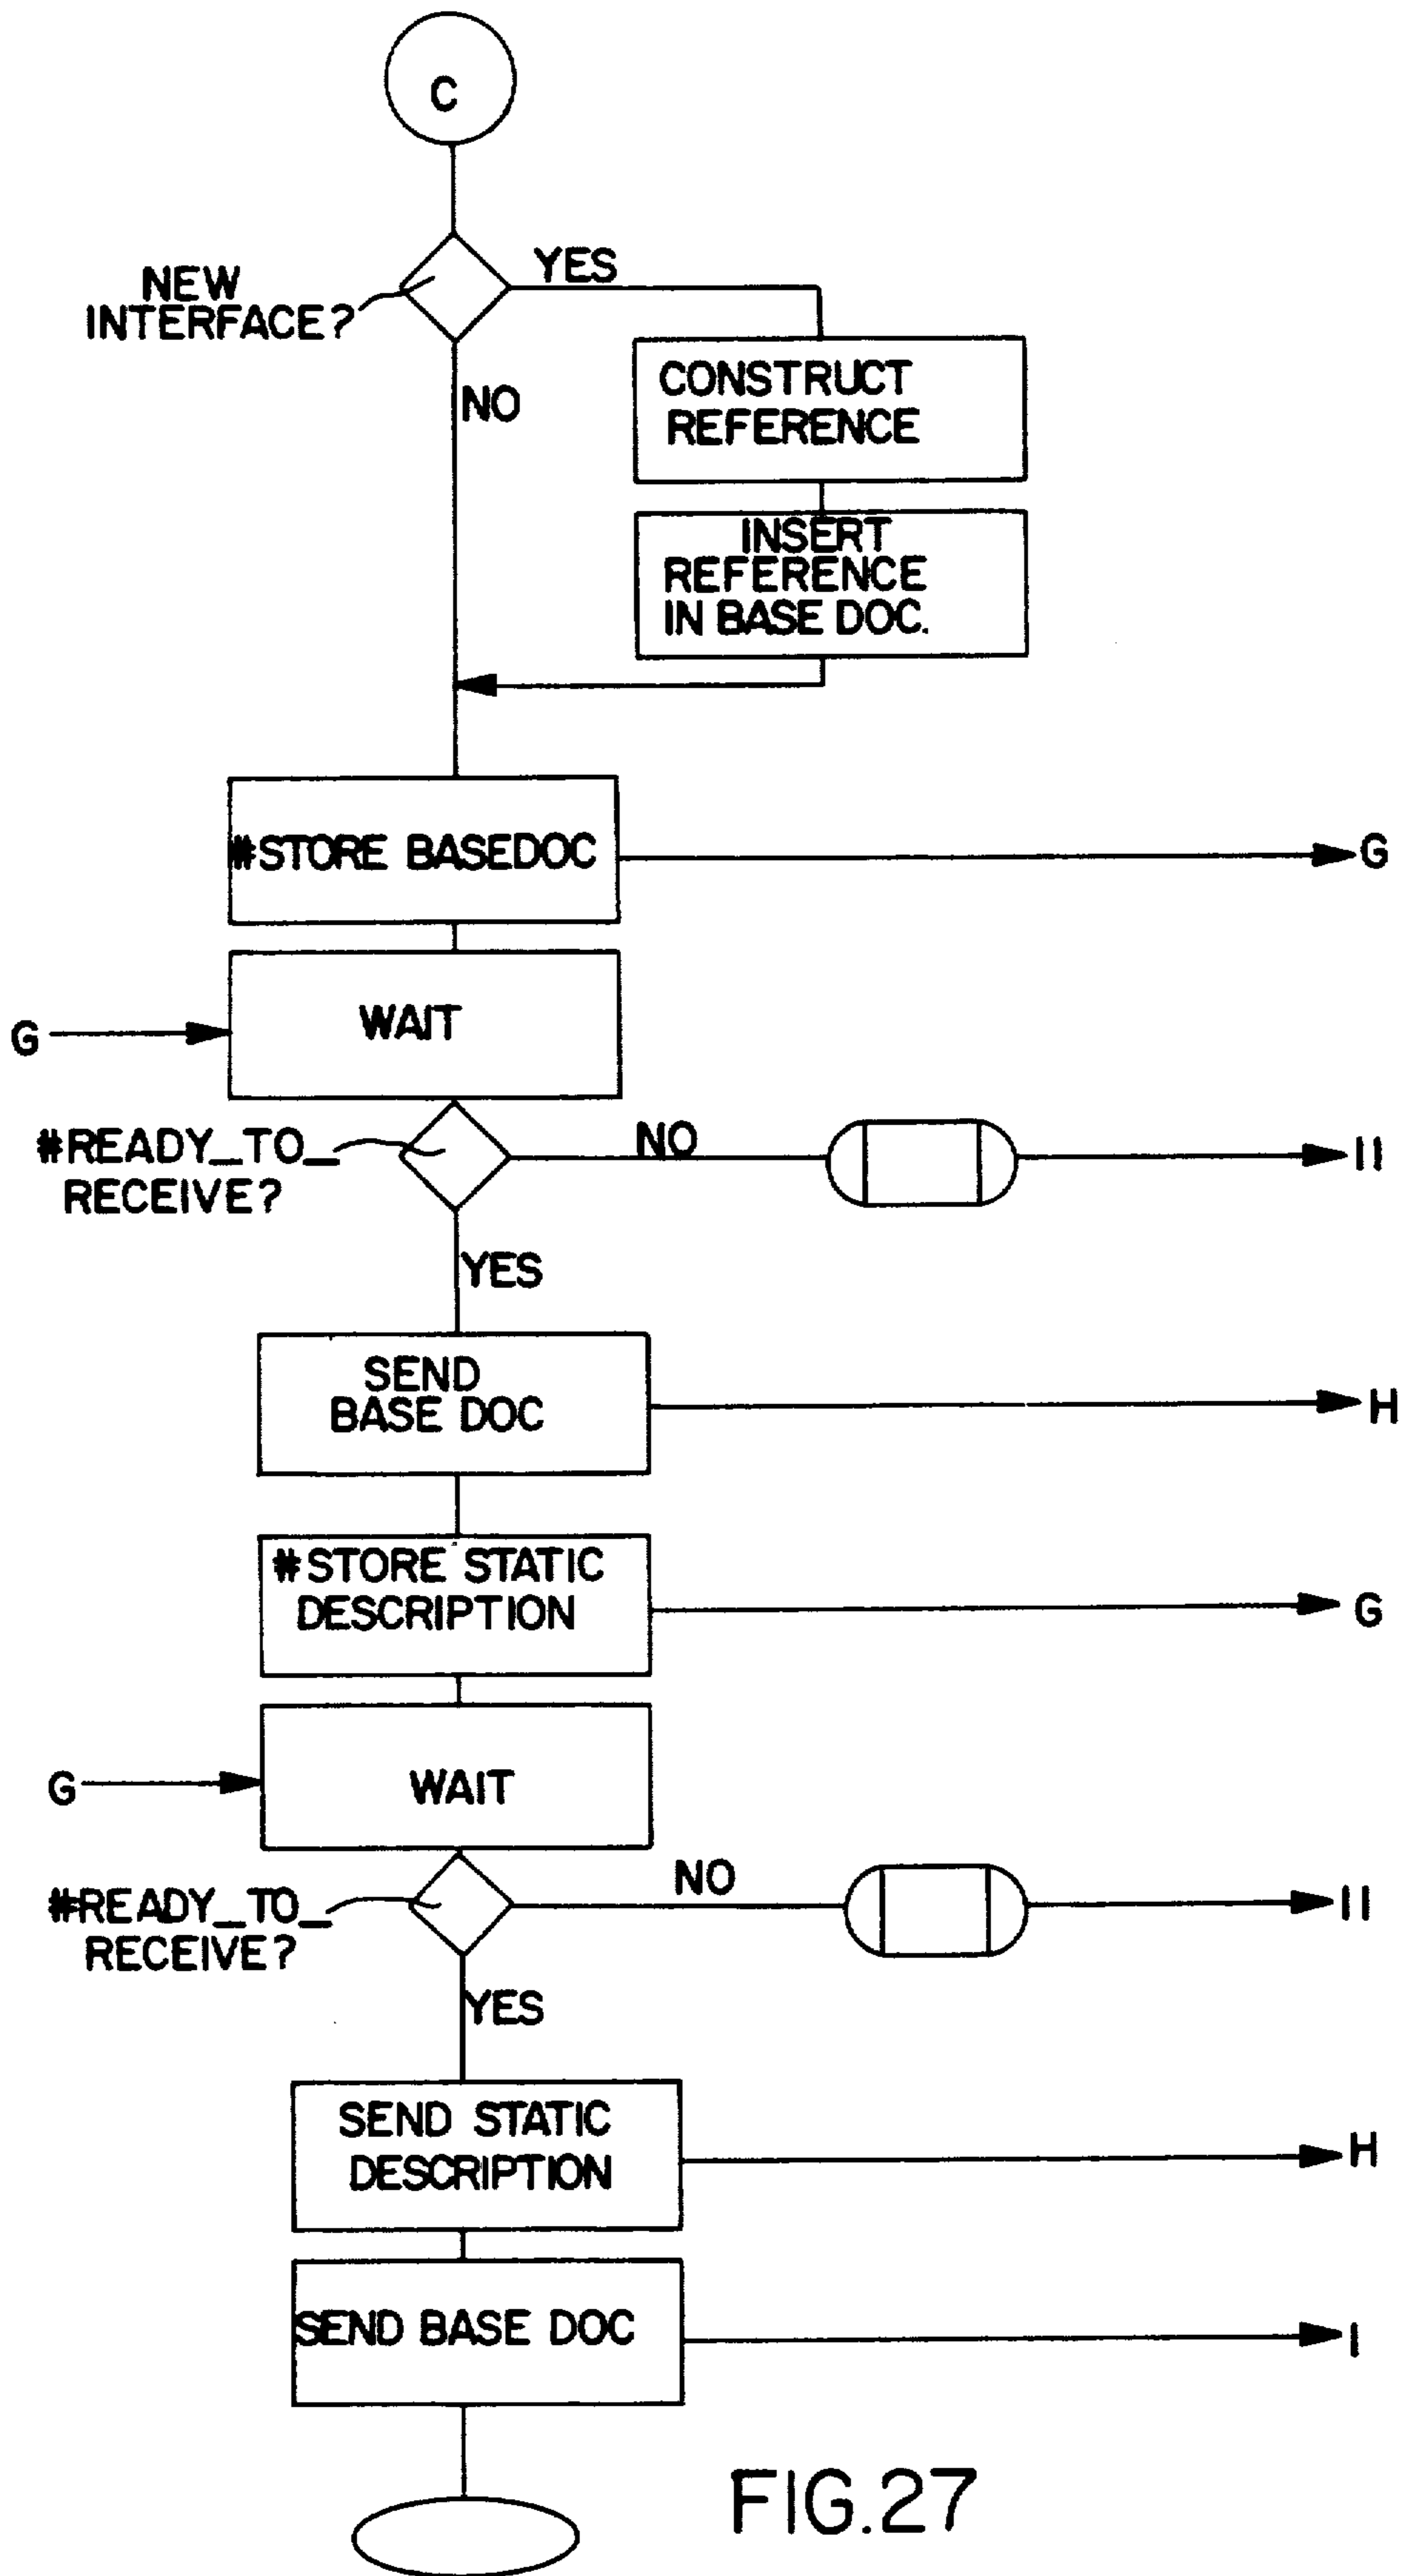 C
NEW
INTERFACE?
YES
NO
CONSTRUCT
REFERENCE
INSERT
REFERENCE
IN BASE DOC.
#STORE BASEDOC
G
WAIT
G
#READY_TO_
RECEIVE?
NO
II
YES
SEND
BASE DOC
H
#STORE STATIC
DESCRIPTION
G
WAIT
G
#READY_TO_
RECEIVE?
NO
II
YES
SEND STATIC
DESCRIPTION
H
SEND BASE DOC
I
FIG.27